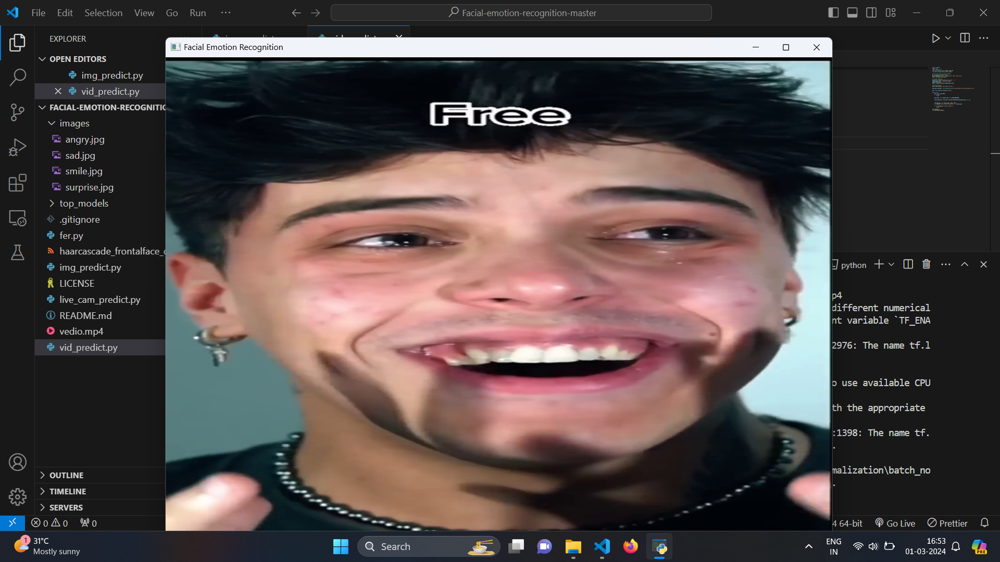 File Edit Selection View Go Run ...
Facial-emotion-recognition-master
EXPLORER
OPEN EDITORS
img_predict.py
vid_predict.py
FACIAL-EMOTION-RECOGNITIO
images
angry.jpg
sad.jpg
smile.jpg
surprise.jpg
top_models
.gitignore
fer.py
haarcascade_frontalface_
img_predict.py
LICENSE
live_cam_predict.py
README.md
vedio.mp4
vid_predict.py
OUTLINE
TIMELINE
SERVERS
Facial Emotion Recognition
Free
python
p4
different numerical
nt variable `TF_ENA
2976: The name tf.l
o use available CPU
th the appropriate
:1398: The name tf.
.
malization\batch_no
.
0 0 0
4 64-bit Go Live Prettier
1
31°C
Mostly sunny
Search
ENG
IN
16:53
01-03-2024
PRE